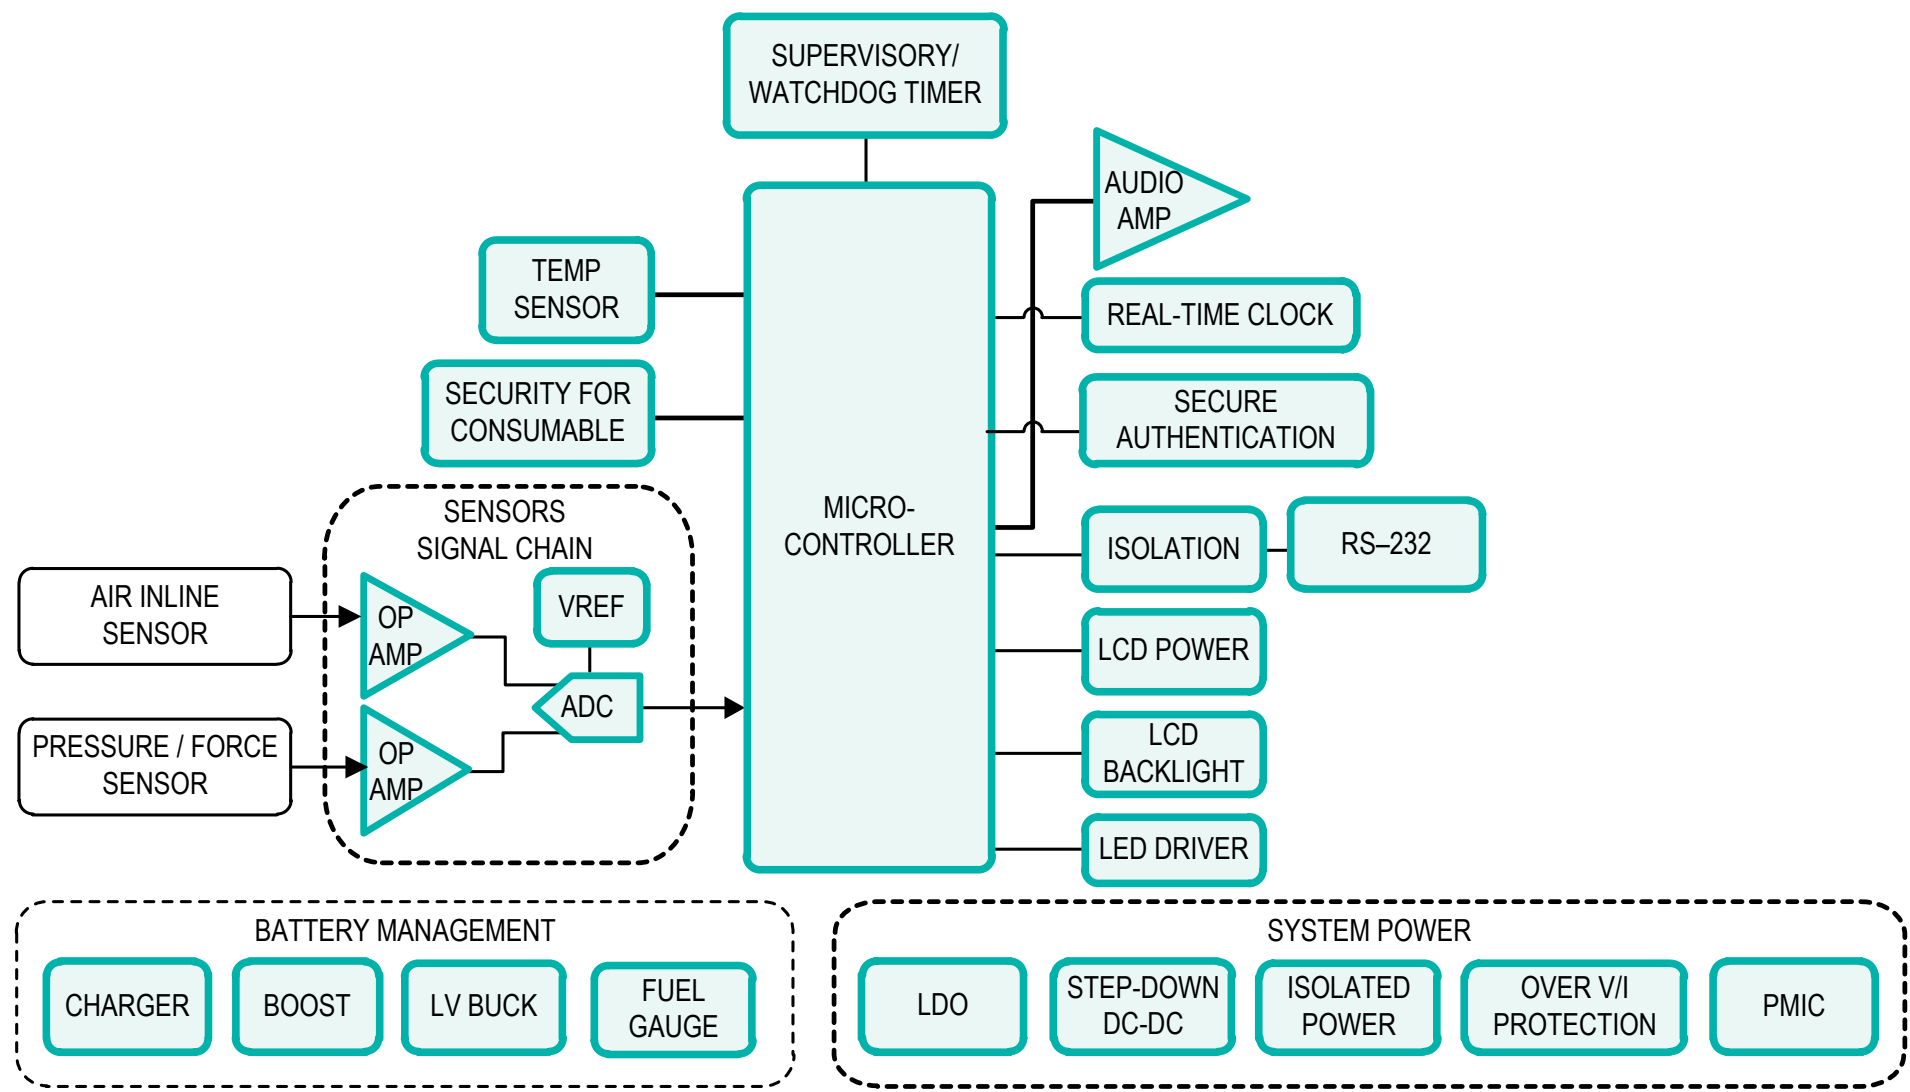 SUPERVISORY/
WATCHDOG TIMER
AUDIO
AMP
TEMP
SENSOR
REAL-TIME CLOCK
SECURITY FOR
CONSUMABLE
SECURE
AUTHENTICATION
MICRO-
CONTROLLER
SENSORS
SIGNAL CHAIN
ISOLATION
RS–232
AIR INLINE
SENSOR
OP
AMP
VREF
LCD POWER
ADC
PRESSURE / FORCE
SENSOR
OP
AMP
LCD
BACKLIGHT
LED DRIVER
BATTERY MANAGEMENT
CHARGER
BOOST
LV BUCK
FUEL
GAUGE
SYSTEM POWER
LDO
STEP-DOWN
DC-DC
ISOLATED
POWER
OVER V/I
PROTECTION
PMIC